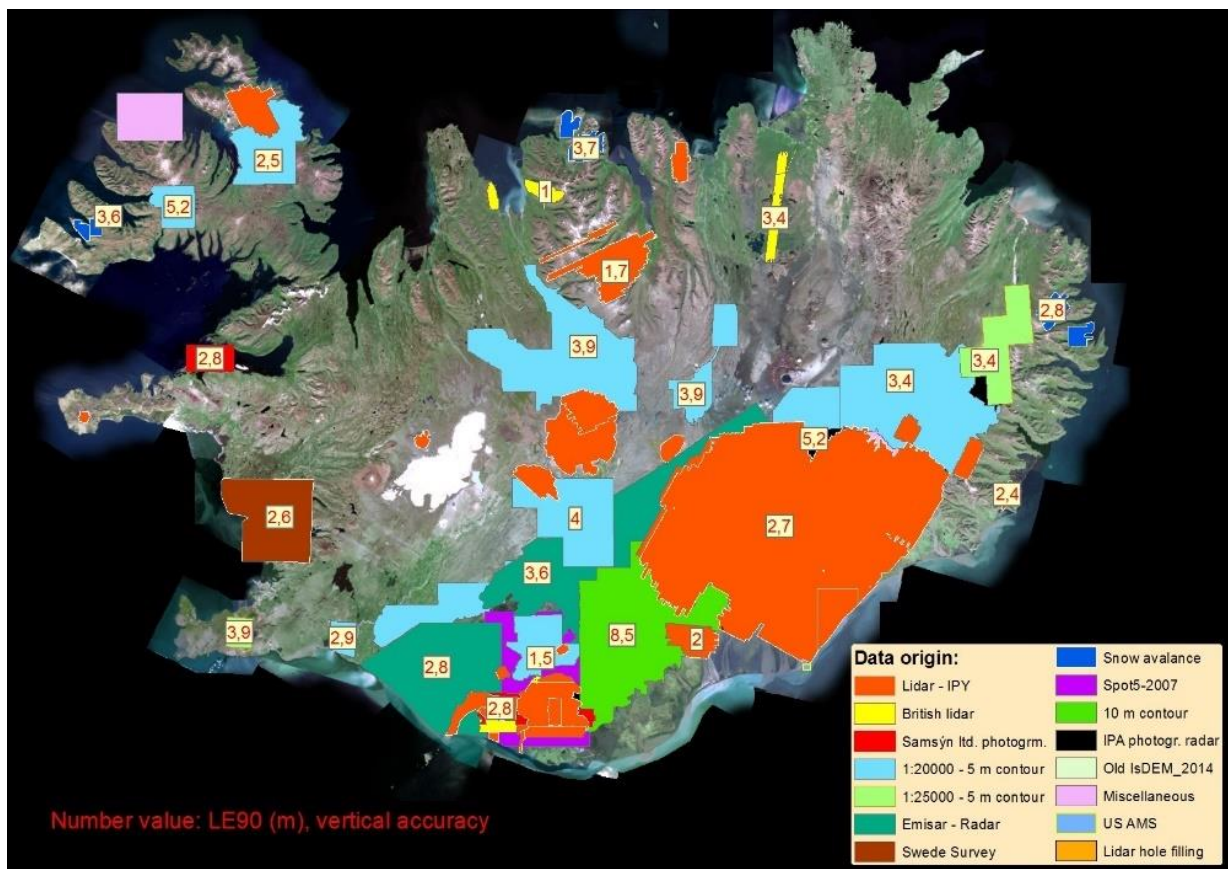 2,5
3,7
1
3,6
5,2
3,4
1,7
2,8
2,8
3,9
3,4
3,9
3,4
5,2
2,4
4
2,6
2,7
3,6
3,9
2,9
8,5
2
2,8
1,5
2,8
Data origin:
Lidar - IPY
British lidar
Samsýn ltd. photogrm.
1:20000 - 5 m contour
1:25000 - 5 m contour
Emisar - Radar
Swede Survey
Snow avalance
Spot5-2007
10 m contour
IPA photogr. radar
Old IsDEM_2014
Miscellaneous
US AMS
Lidar hole filling
Number value: LE90 (m), vertical accuracy